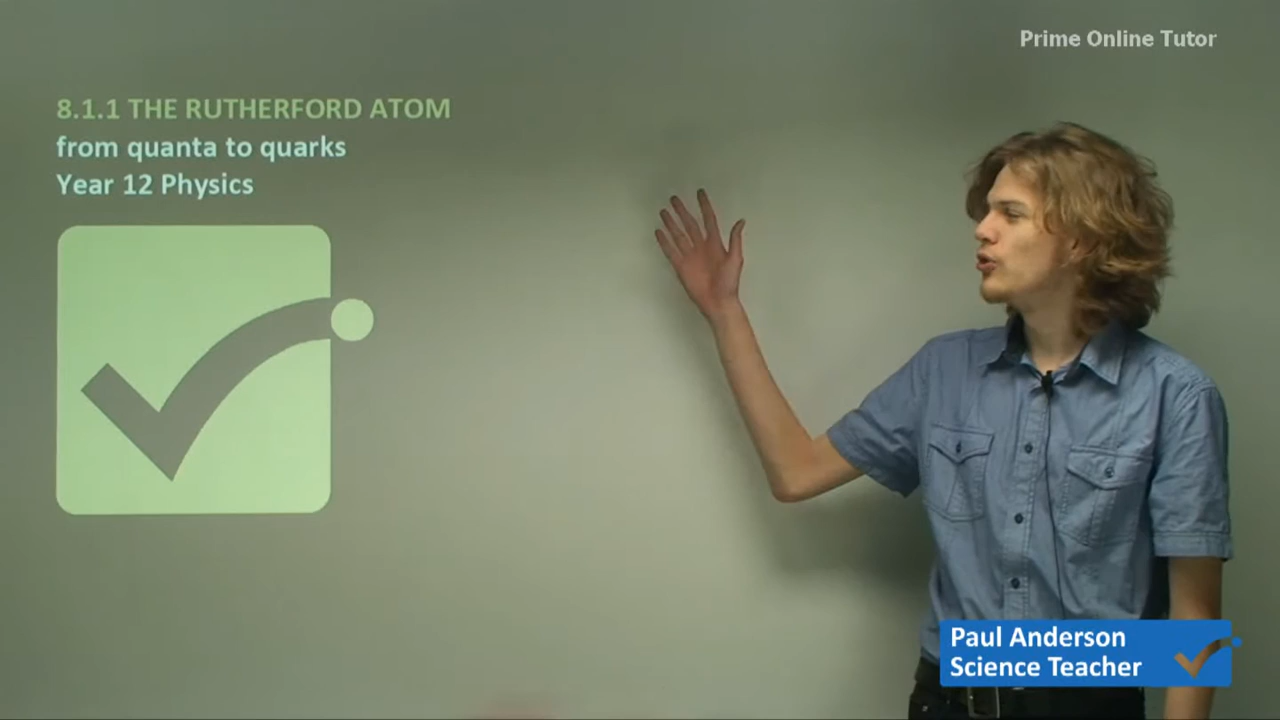 Prime Online Tutor
8.1.1 THE RUTHERFORD ATOM
from quanta to quarks
Year 12 Physics
Paul Anderson
Science Teacher